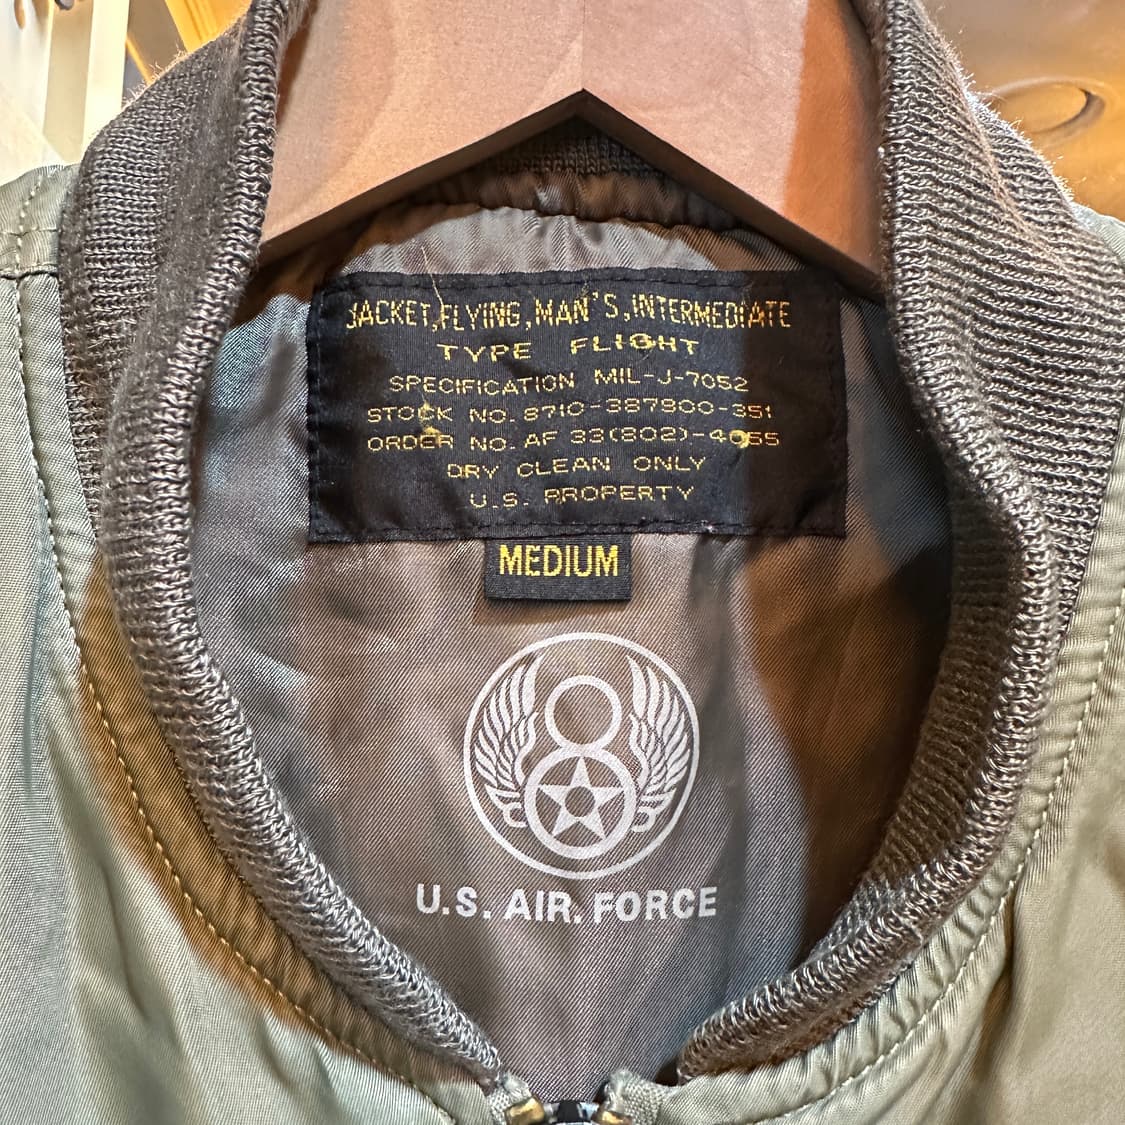 JACKET,FLYING,MAN'S,INTERMEDIATE
TYPE FLIGHT
SPECIFICATION MIL-J-7052
STOCK NO. 8710-387800-351
ORDER NO. AF 33(802)-4055
DRY CLEAN ONLY
U.S. PROPERTY
MEDIUM
U.S. AIR. FORCE